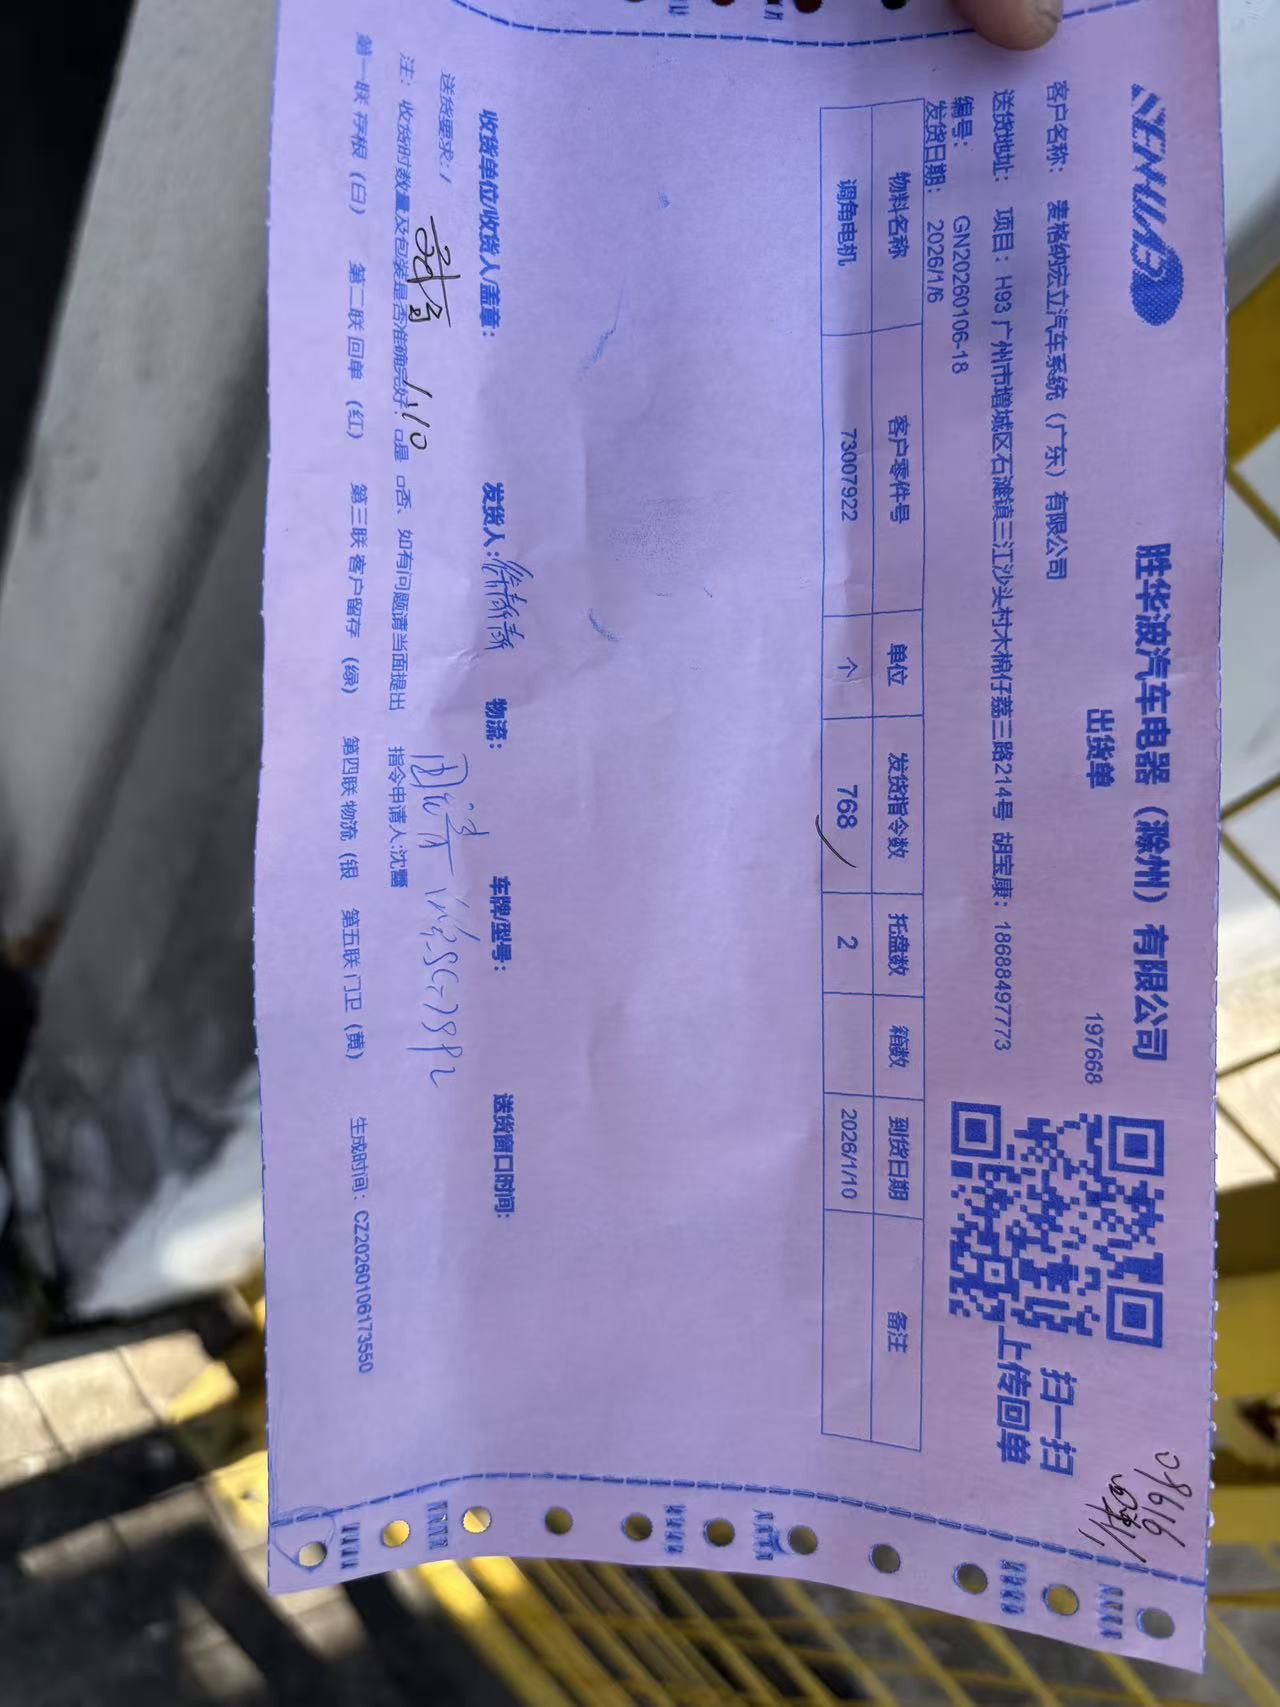 SENHUABO
胜华波汽车电器（滁州）有限公司
出货单
197668
客户名称： 麦格纳宏立汽车系统（广东）有限公司
送货地址： 项目：H93 广州市增城区石滩镇三江沙头村木棉仔荔三路214号 胡宝康：18688497773
编号： GN20260106-18
发货日期： 2026/1/6
扫一扫
上传回单
物料名称 客户零件号 单位 发货指令数 托盘数 箱数 到货日期 备注
调角电机 73007922 个 768 2 2026/1/10
收货单位/收货人/盖章： 发货人： 物流： 车牌/型号： 送货窗口时间：
送货要求：/
1.10
注： 收货时数量及包装是否准确完好：□是 □否、如有问题请当面提出 指令申请人:沈露
第一联 存根（白） 第二联 回单（红） 第三联 客户留存（绿） 第四联 物流（银 第五联 门卫（黄） 生成时间：CZ20260106173550